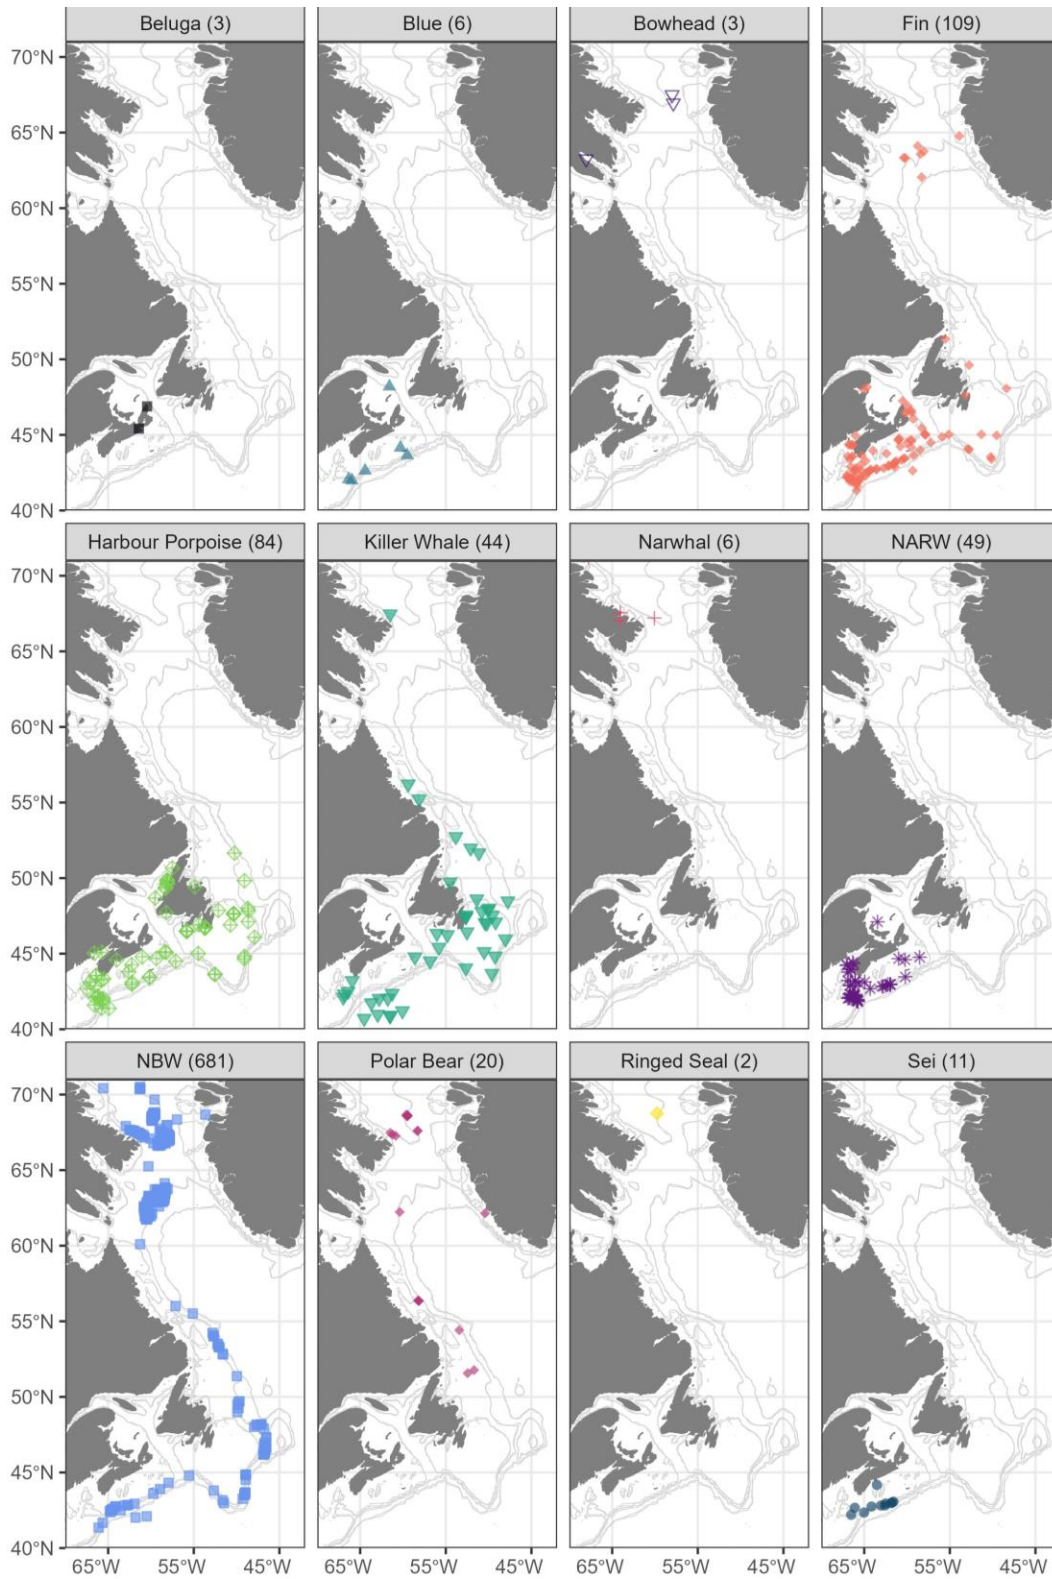 Beluga (3) Blue (6) Bowhead (3) Fin (109)
70°N
65°N
60°N
55°N
50°N
45°N
40°N
Harbour Porpoise (84) Killer Whale (44) Narwhal (6) NARW (49)
70°N
65°N
60°N
55°N
50°N
45°N
40°N
NBW (681) Polar Bear (20) Ringed Seal (2) Sei (11)
70°N
65°N
60°N
55°N
50°N
45°N
40°N
65°W 55°W 45°W 65°W 55°W 45°W 65°W 55°W 45°W 65°W 55°W 45°W